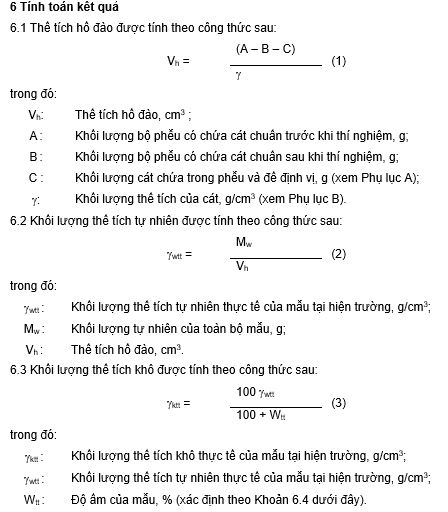 6 Tính toán kết quả
6.1 Thể tích hố đào được tính theo công thức sau:
Vh = (A – B – C) / γ (1)
trong đó:
Vh: Thể tích hố đào, cm³ ;
A : Khối lượng bộ phễu có chứa cát chuẩn trước khi thí nghiệm, g;
B : Khối lượng bộ phễu có chứa cát chuẩn sau khi thí nghiệm, g;
C : Khối lượng cát chứa trong phễu và đế định vị, g (xem Phụ lục A);
γ: Khối lượng thể tích của cát, g/cm³ (xem Phụ lục B).
6.2 Khối lượng thể tích tự nhiên được tính theo công thức sau:
γwtt = Mw / Vh (2)
trong đó:
γwtt : Khối lượng thể tích tự nhiên thực tế của mẫu tại hiện trường, g/cm³;
Mw : Khối lượng tự nhiên của toàn bộ mẫu, g;
Vh : Thể tích hố đào, cm³.
6.3 Khối lượng thể tích khô được tính theo công thức sau:
γktt = 100 γwtt / 100 + Wtt (3)
trong đó:
γktt : Khối lượng thể tích khô thực tế của mẫu tại hiện trường, g/cm³;
γwtt : Khối lượng thể tích tự nhiên thực tế của mẫu tại hiện trường, g/cm³;
Wtt : Độ ẩm của mẫu, % (xác định theo Khoản 6.4 dưới đây).